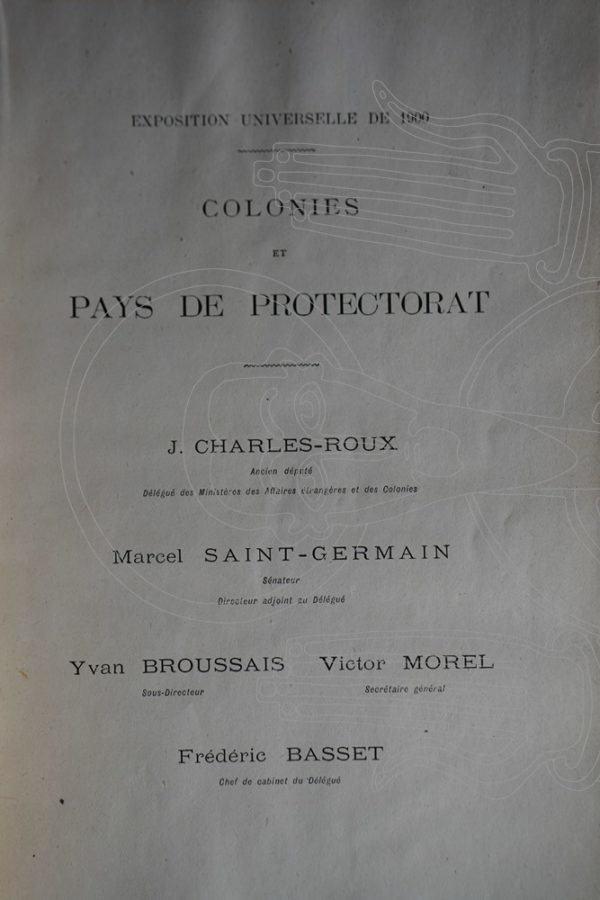 EXPOSITION UNIVERSELLE DE 1900
COLONIES
ET
PAYS DE PROTECTORAT
J. CHARLES-ROUX
Ancien député
Délégué des Ministères des Affaires étrangères et des Colonies
Marcel SAINT-GERMAIN
Sénateur
Directeur adjoint au Délégué
Yvan BROUSSAIS Victor MOREL
Sous-Directeur Secrétaire général
Frédéric BASSET
Chef de cabinet du Délégué